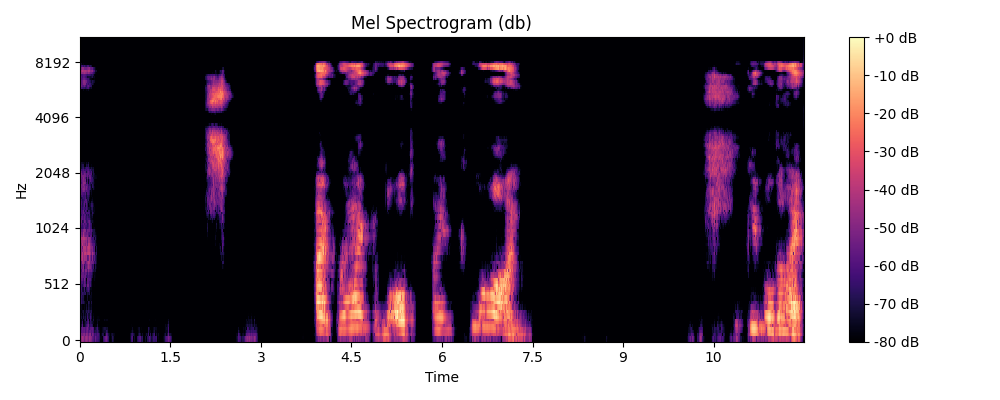 Mel Spectrogram (db)
Hz
8192
4096
2048
1024
512
0
0 1.5 3 4.5 6 7.5 9 10
Time
+0 dB
-10 dB
-20 dB
-30 dB
-40 dB
-50 dB
-60 dB
-70 dB
-80 dB